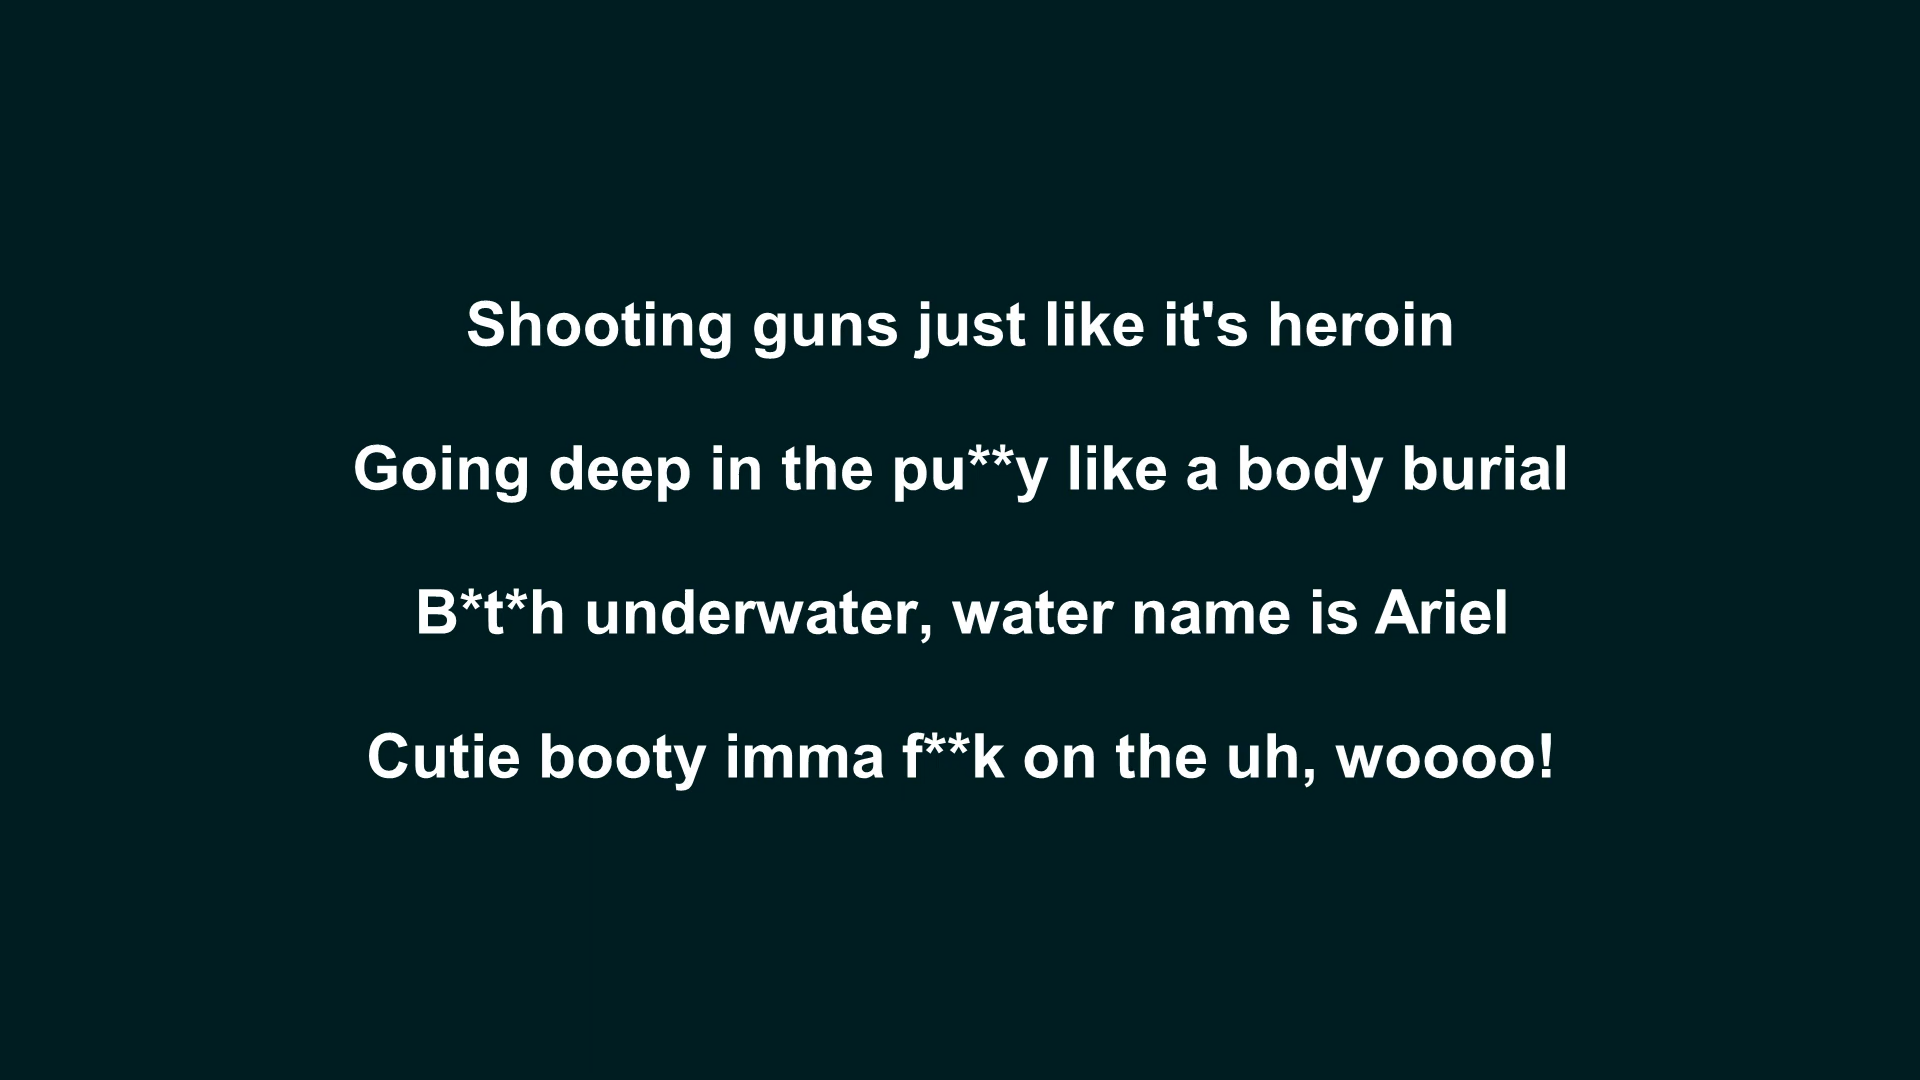 Shooting guns just like it's heroin
Going deep in the pu**y like a body burial
B*t*h underwater, water name is Ariel
Cutie booty imma f**k on the uh, woooo!